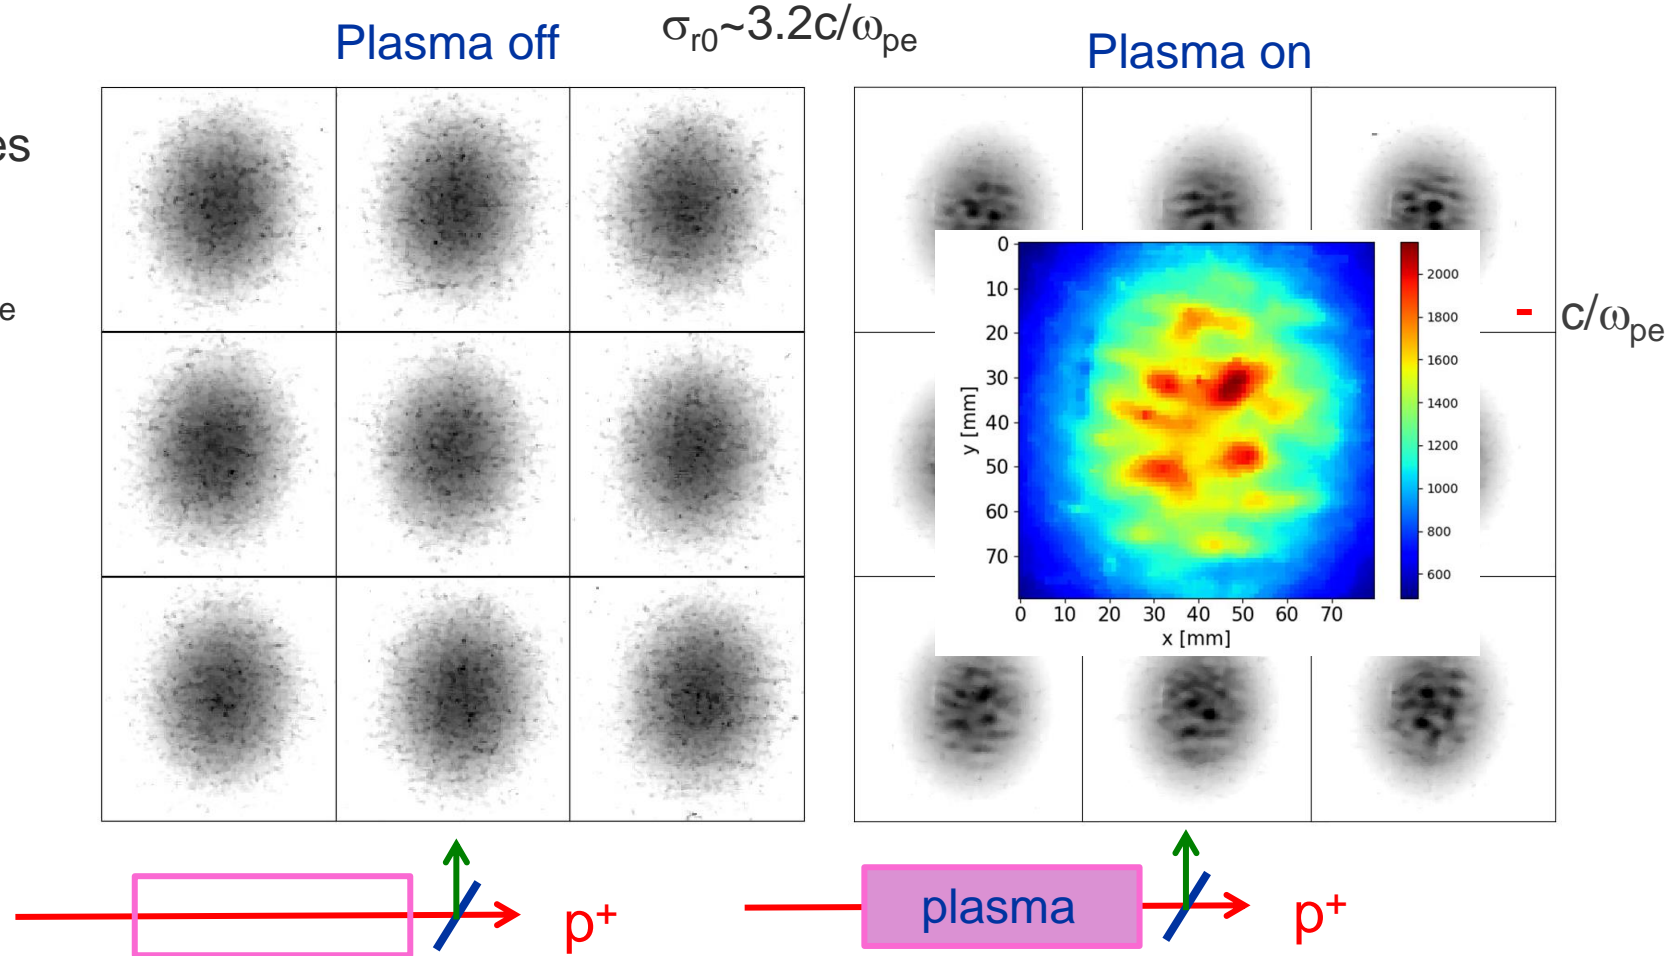 σr0~3.2c/ωpe
Plasma off
Plasma on
es
e
c/ωpe
0
10
20
30
40
50
60
70
y [mm]
0 10 20 30 40 50 60 70
x [mm]
2000
1800
1600
1400
1200
1000
800
600
p+
plasma
p+